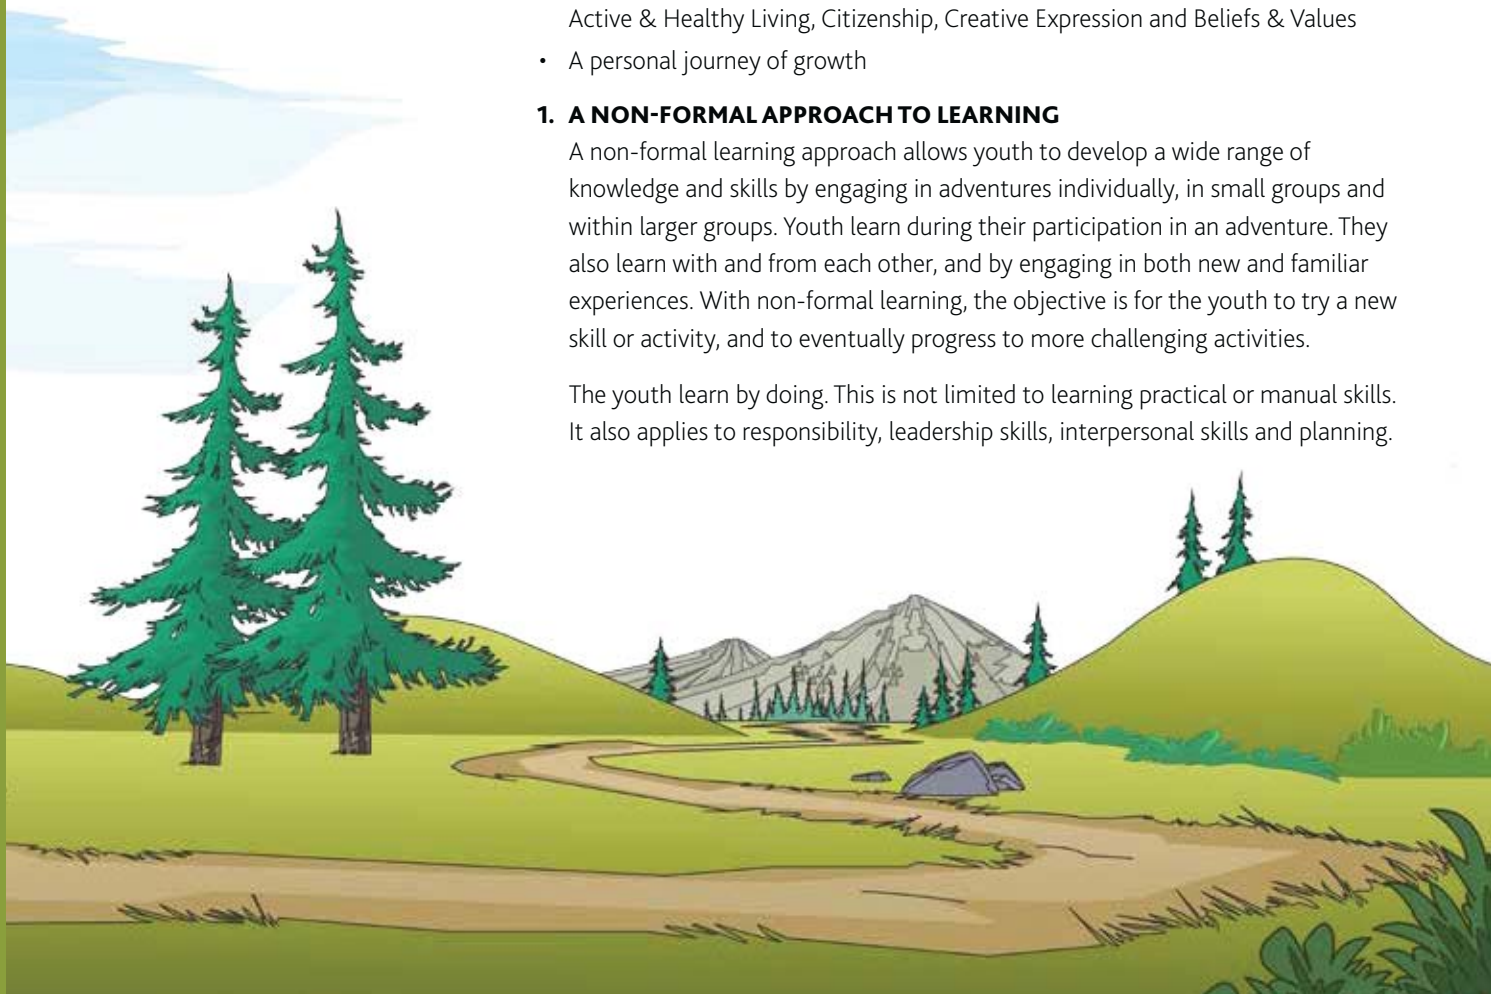 Active & Healthy Living, Citizenship, Creative Expression and Beliefs & Values
• A personal journey of growth
1. A NON-FORMAL APPROACH TO LEARNING
A non-formal learning approach allows youth to develop a wide range of
knowledge and skills by engaging in adventures individually, in small groups and
within larger groups. Youth learn during their participation in an adventure. They
also learn with and from each other, and by engaging in both new and familiar
experiences. With non-formal learning, the objective is for the youth to try a new
skill or activity, and to eventually progress to more challenging activities.
The youth learn by doing. This is not limited to learning practical or manual skills.
It also applies to responsibility, leadership skills, interpersonal skills and planning.